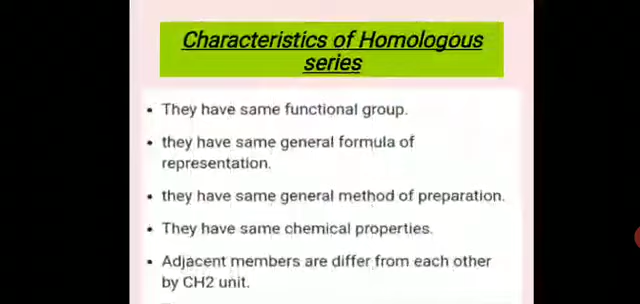 Characteristics of Homologous
series
• They have same functional group.
• they have same general formula of
representation.
• they have same general method of preparation.
• They have same chemical properties.
• Adjacent members are differ from each other
by CH2 unit.